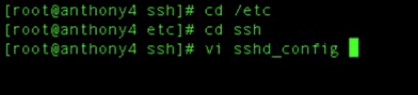 [root@anthony4 ssh]# cd /etc
[root@anthony4 etc]# cd ssh
[root@anthony4 ssh]# vi sshd_config